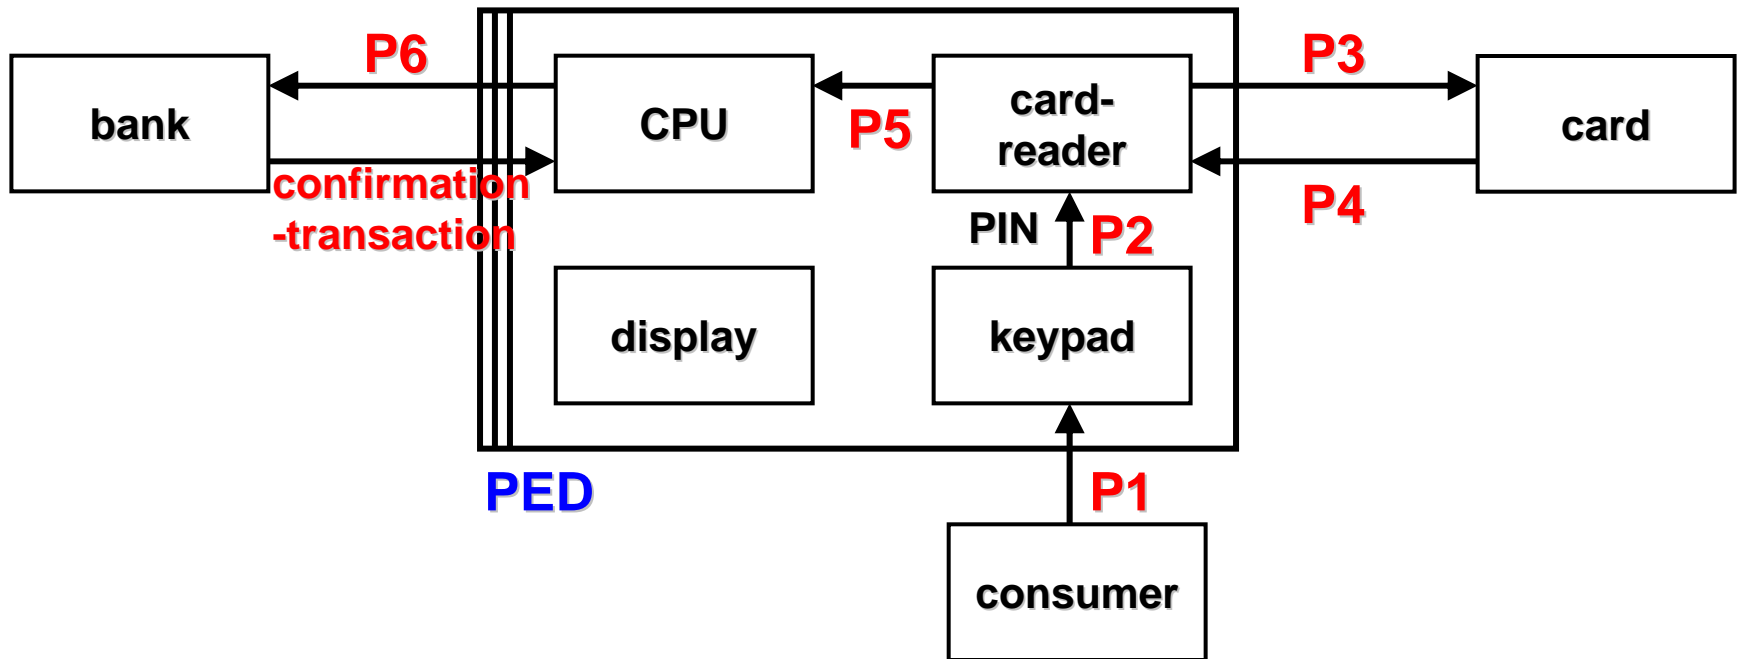 P6
P3
bank
CPU
card-
reader
card
P5
confirmation
-transaction
P4
PIN
P2
display
keypad
PED
P1
consumer